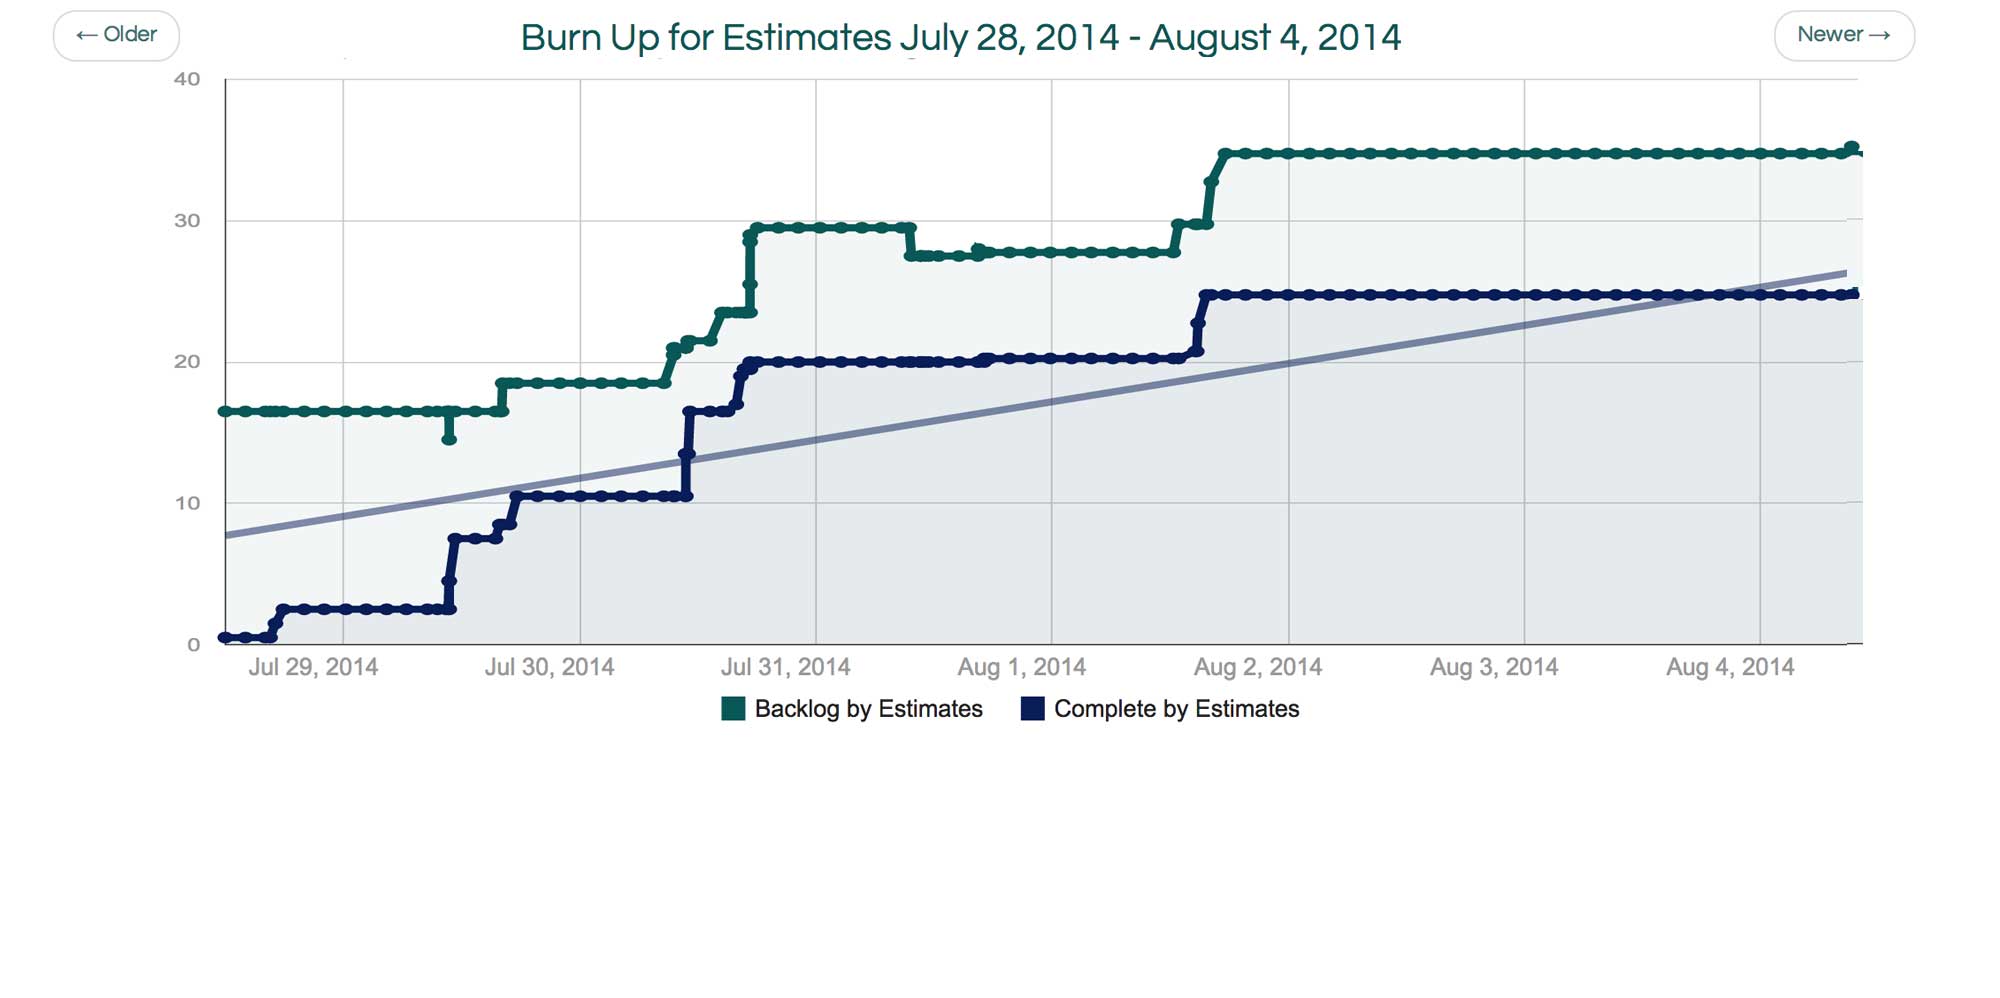 ← Older
Burn Up for Estimates July 28, 2014 - August 4, 2014
Newer →
40
30
20
10
0
Jul 29, 2014 Jul 30, 2014 Jul 31, 2014 Aug 1, 2014 Aug 2, 2014 Aug 3, 2014 Aug 4, 2014
Backlog by Estimates Complete by Estimates